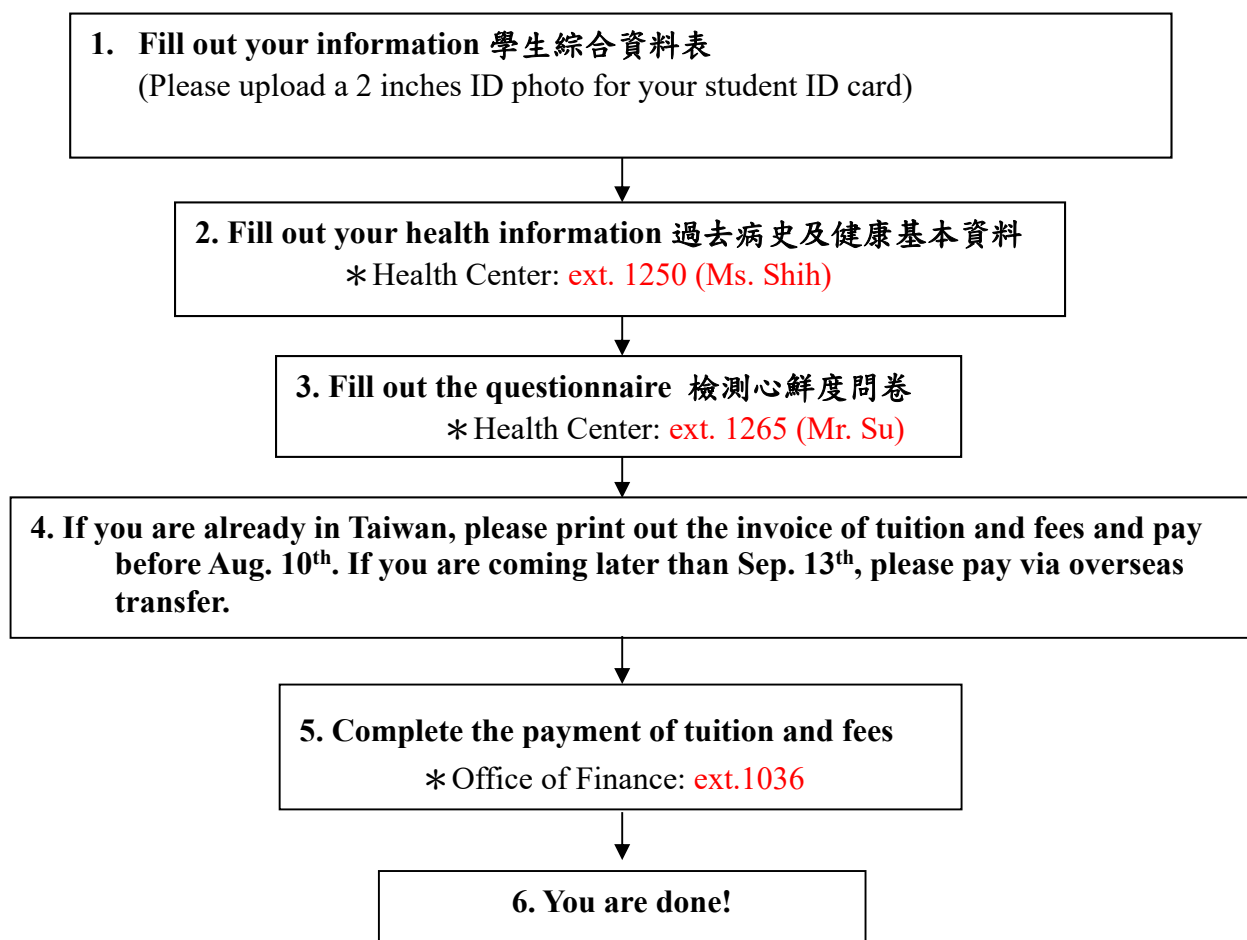 1. Fill out your information 學生綜合資料表
(Please upload a 2 inches ID photo for your student ID card)
2. Fill out your health information 過去病史及健康基本資料
＊Health Center: ext. 1250 (Ms. Shih)
3. Fill out the questionnaire 檢測心鮮度問卷
＊Health Center: ext. 1265 (Mr. Su)
4. If you are already in Taiwan, please print out the invoice of tuition and fees and pay
before Aug. 10th. If you are coming later than Sep. 13th, please pay via overseas
transfer.
5. Complete the payment of tuition and fees
＊Office of Finance: ext.1036
6. You are done!